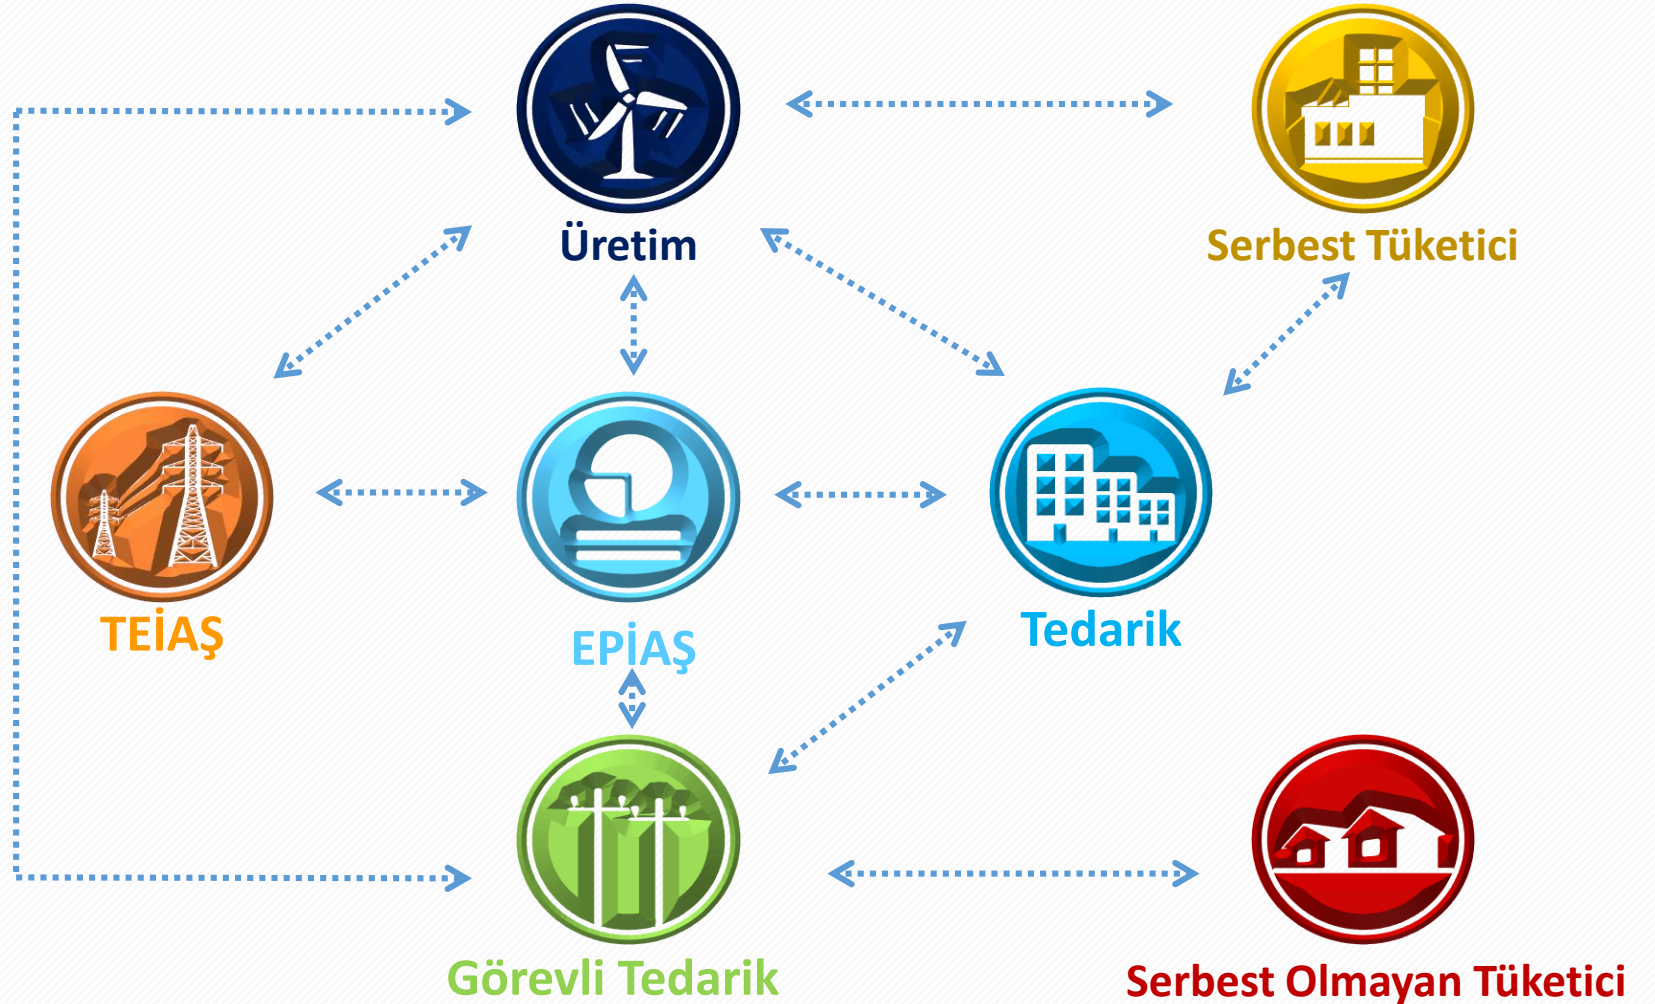 Üretim
Serbest Tüketici
TEİAŞ
EPİAŞ
Tedarik
Görevli Tedarik
Serbest Olmayan Tüketici